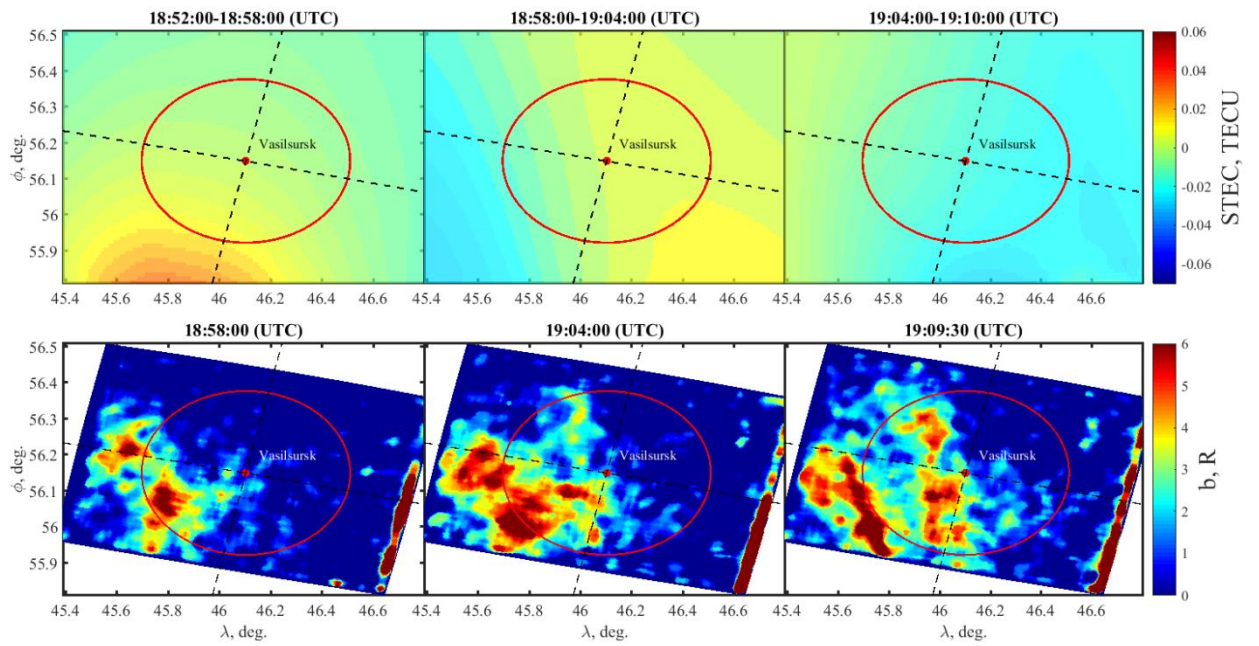 18:52:00-18:58:00 (UTC) 18:58:00-19:04:00 (UTC) 19:04:00-19:10:00 (UTC)
56.5 0.06
56.4 0.04
56.3 0.02
56.2 Vasilsursk Vasilsursk Vasilsursk 0
56.1 -0.02
56 -0.04
55.9 -0.06
ϕ, deg.
STEC, TECU
45.4 45.6 45.8 46 46.2 46.4 46.6 45.4 45.6 45.8 46 46.2 46.4 46.6 45.4 45.6 45.8 46 46.2 46.4 46.6
18:58:00 (UTC) 19:04:00 (UTC) 19:09:30 (UTC)
56.5 6
56.4 5
56.3 4
56.2 Vasilsursk Vasilsursk Vasilsursk 3
56.1 2
56 1
55.9 0
ϕ, deg.
b, R
45.4 45.6 45.8 46 46.2 46.4 46.6 45.4 45.6 45.8 46 46.2 46.4 46.6 45.4 45.6 45.8 46 46.2 46.4 46.6
λ, deg. λ, deg. λ, deg.